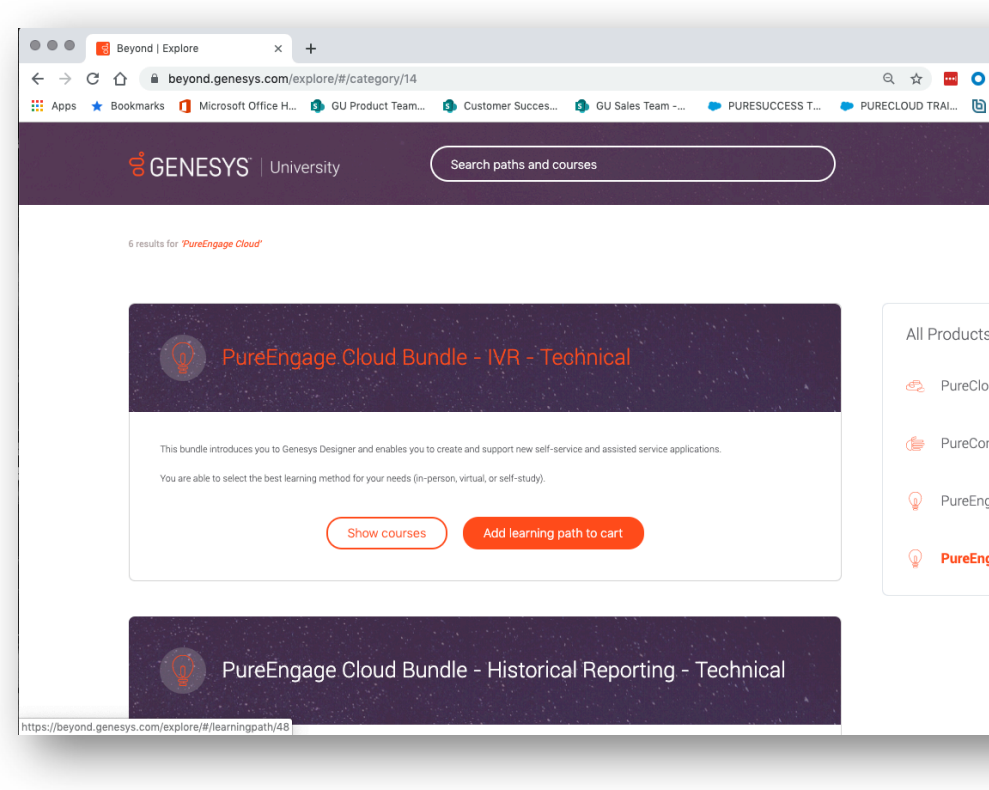 Beyond | Explore
beyond.genesys.com/explore/#/category/14
Apps Bookmarks Microsoft Office H... GU Product Team... Customer Succes... GU Sales Team -... PURESUCCESS T... PURECLOUD TRAI...
GENESYS University
Search paths and courses
6 results for 'PureEngage Cloud'
PureEngage Cloud Bundle - IVR - Technical
This bundle introduces you to Genesys Designer and enables you to create and support new self-service and assisted service applications.
You are able to select the best learning method for your needs (in-person, virtual, or self-study).
Show courses
Add learning path to cart
All Products
PureClo
PureCor
PureEng
PureEng
PureEngage Cloud Bundle - Historical Reporting - Technical
https://beyond.genesys.com/explore/#/learningpath/48